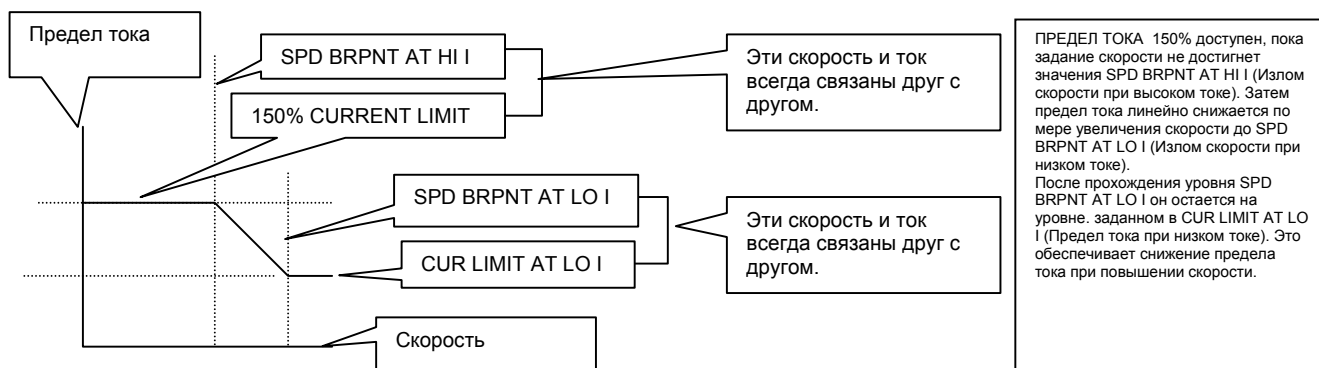 Предел тока
SPD BRPNT AT HI I
150% CURRENT LIMIT
Эти скорость и ток
всегда связаны друг с
другом.
SPD BRPNT AT LO I
CUR LIMIT AT LO I
Эти скорость и ток
всегда связаны друг с
другом.
Скорость
ПРЕДЕЛ ТОКА 150% доступен, пока
задание скорости не достигнет
значения SPD BRPNT AT HI I (Излом
скорости при высоком токе). Затем
предел тока линейно снижается по
мере увеличения скорости до SPD
BRPNT AT LO I (Излом скорости при
низком токе).
После прохождения уровня SPD
BRPNT AT LO I он остается на
уровне. заданном в CUR LIMIT AT LO
I (Предел тока при низком токе). Это
обеспечивает снижение предела
тока при повышении скорости.